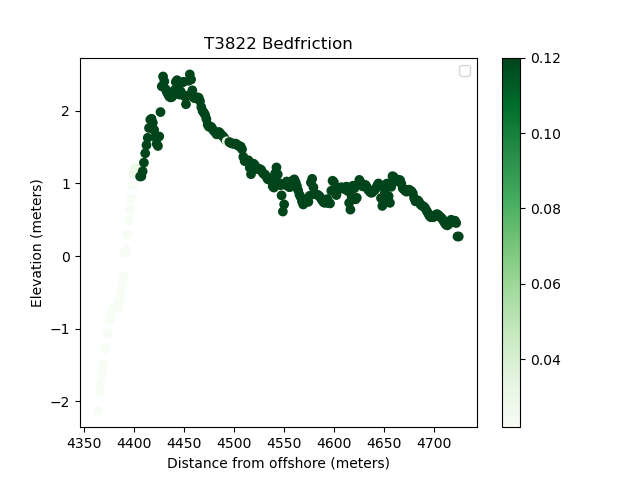 T3822 Bedfriction
Elevation (meters)
2
1
0
−1
−2
4350 4400 4450 4500 4550 4600 4650 4700
Distance from offshore (meters)
0.12
0.10
0.08
0.06
0.04